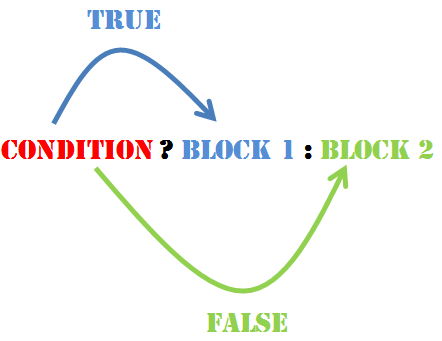 TRUE
CONDITION ? BLOCK 1 : BLOCK 2
FALSE